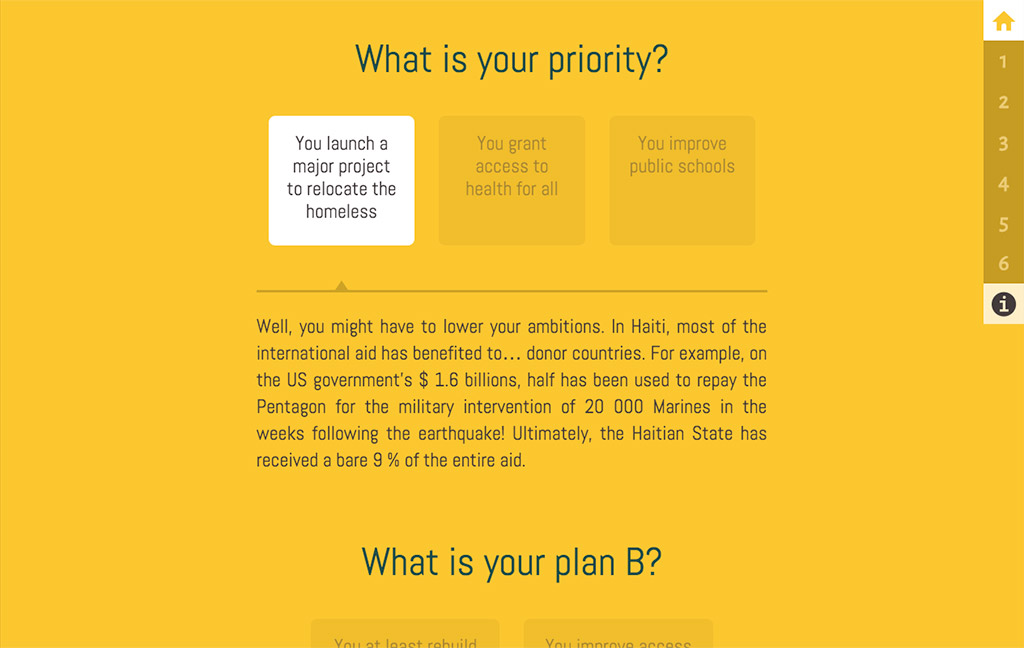 What is your priority?
You launch a
major project
to relocate the
homeless
You grant
access to
health for all
You improve
public schools
Well, you might have to lower your ambitions. In Haiti, most of the
international aid has benefited to… donor countries. For example, on
the US government's $ 1.6 billions, half has been used to repay the
Pentagon for the military intervention of 20 000 Marines in the
weeks following the earthquake! Ultimately, the Haitian State has
received a bare 9 % of the entire aid.
What is your plan B?
You at least rebuild
You improve access
1
2
3
4
5
6
i